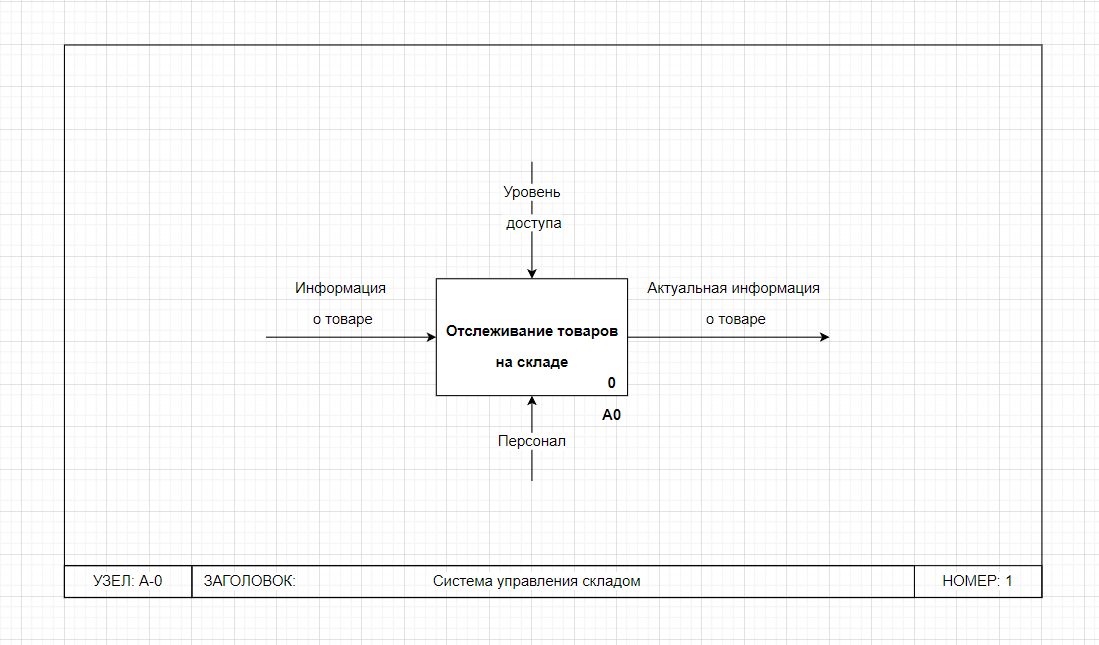 Уровень
доступа
Информация
о товаре
Актуальная информация
о товаре
Отслеживание товаров
на складе
0
A0
Персонал
УЗЕЛ: А-0
ЗАГОЛОВОК:
Система управления складом
НОМЕР: 1